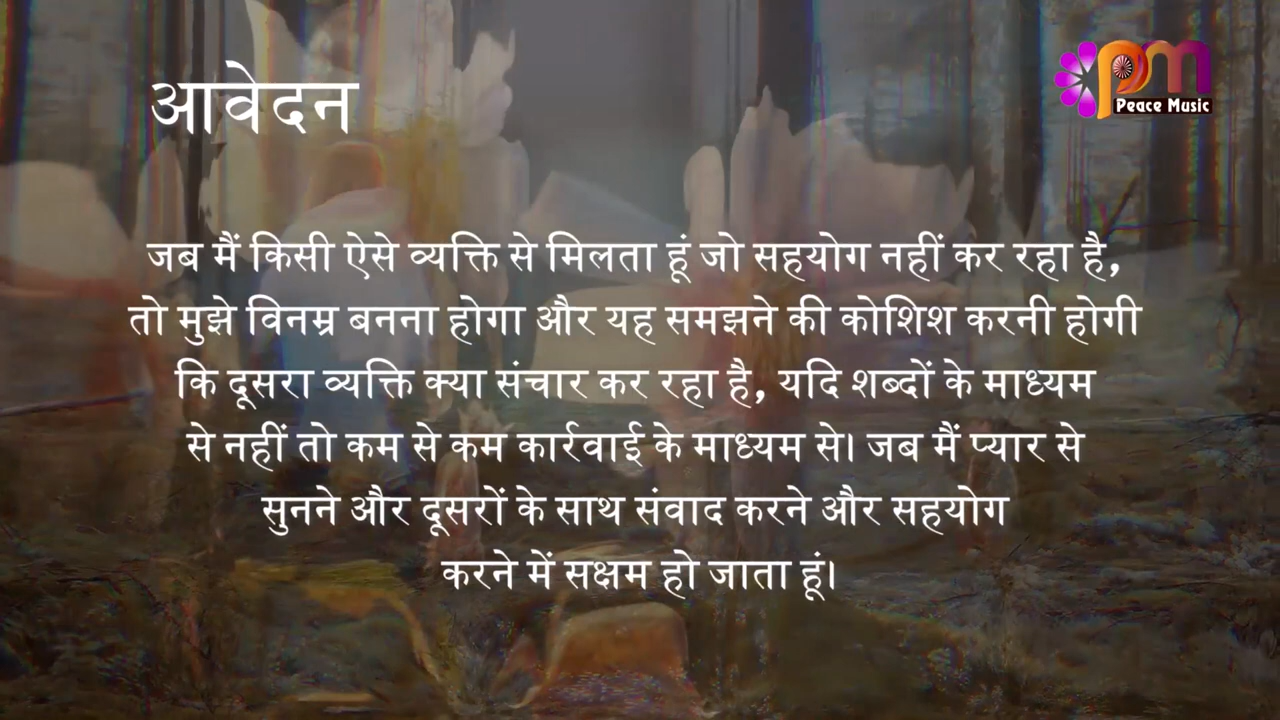 आवेदन
pm
Peace Music
जब मैं किसी ऐसे व्यक्ति से मिलता हूं जो सहयोग नहीं कर रहा है,
तो मुझे विनम्र बनना होगा और यह समझने की कोशिश करनी होगी
कि दूसरा व्यक्ति क्या संचार कर रहा है, यदि शब्दों के माध्यम
से नहीं तो कम से कम कार्रवाई के माध्यम से। जब मैं प्यार से
सुनने और दूसरों के साथ संवाद करने और सहयोग
करने में सक्षम हो जाता हूं।